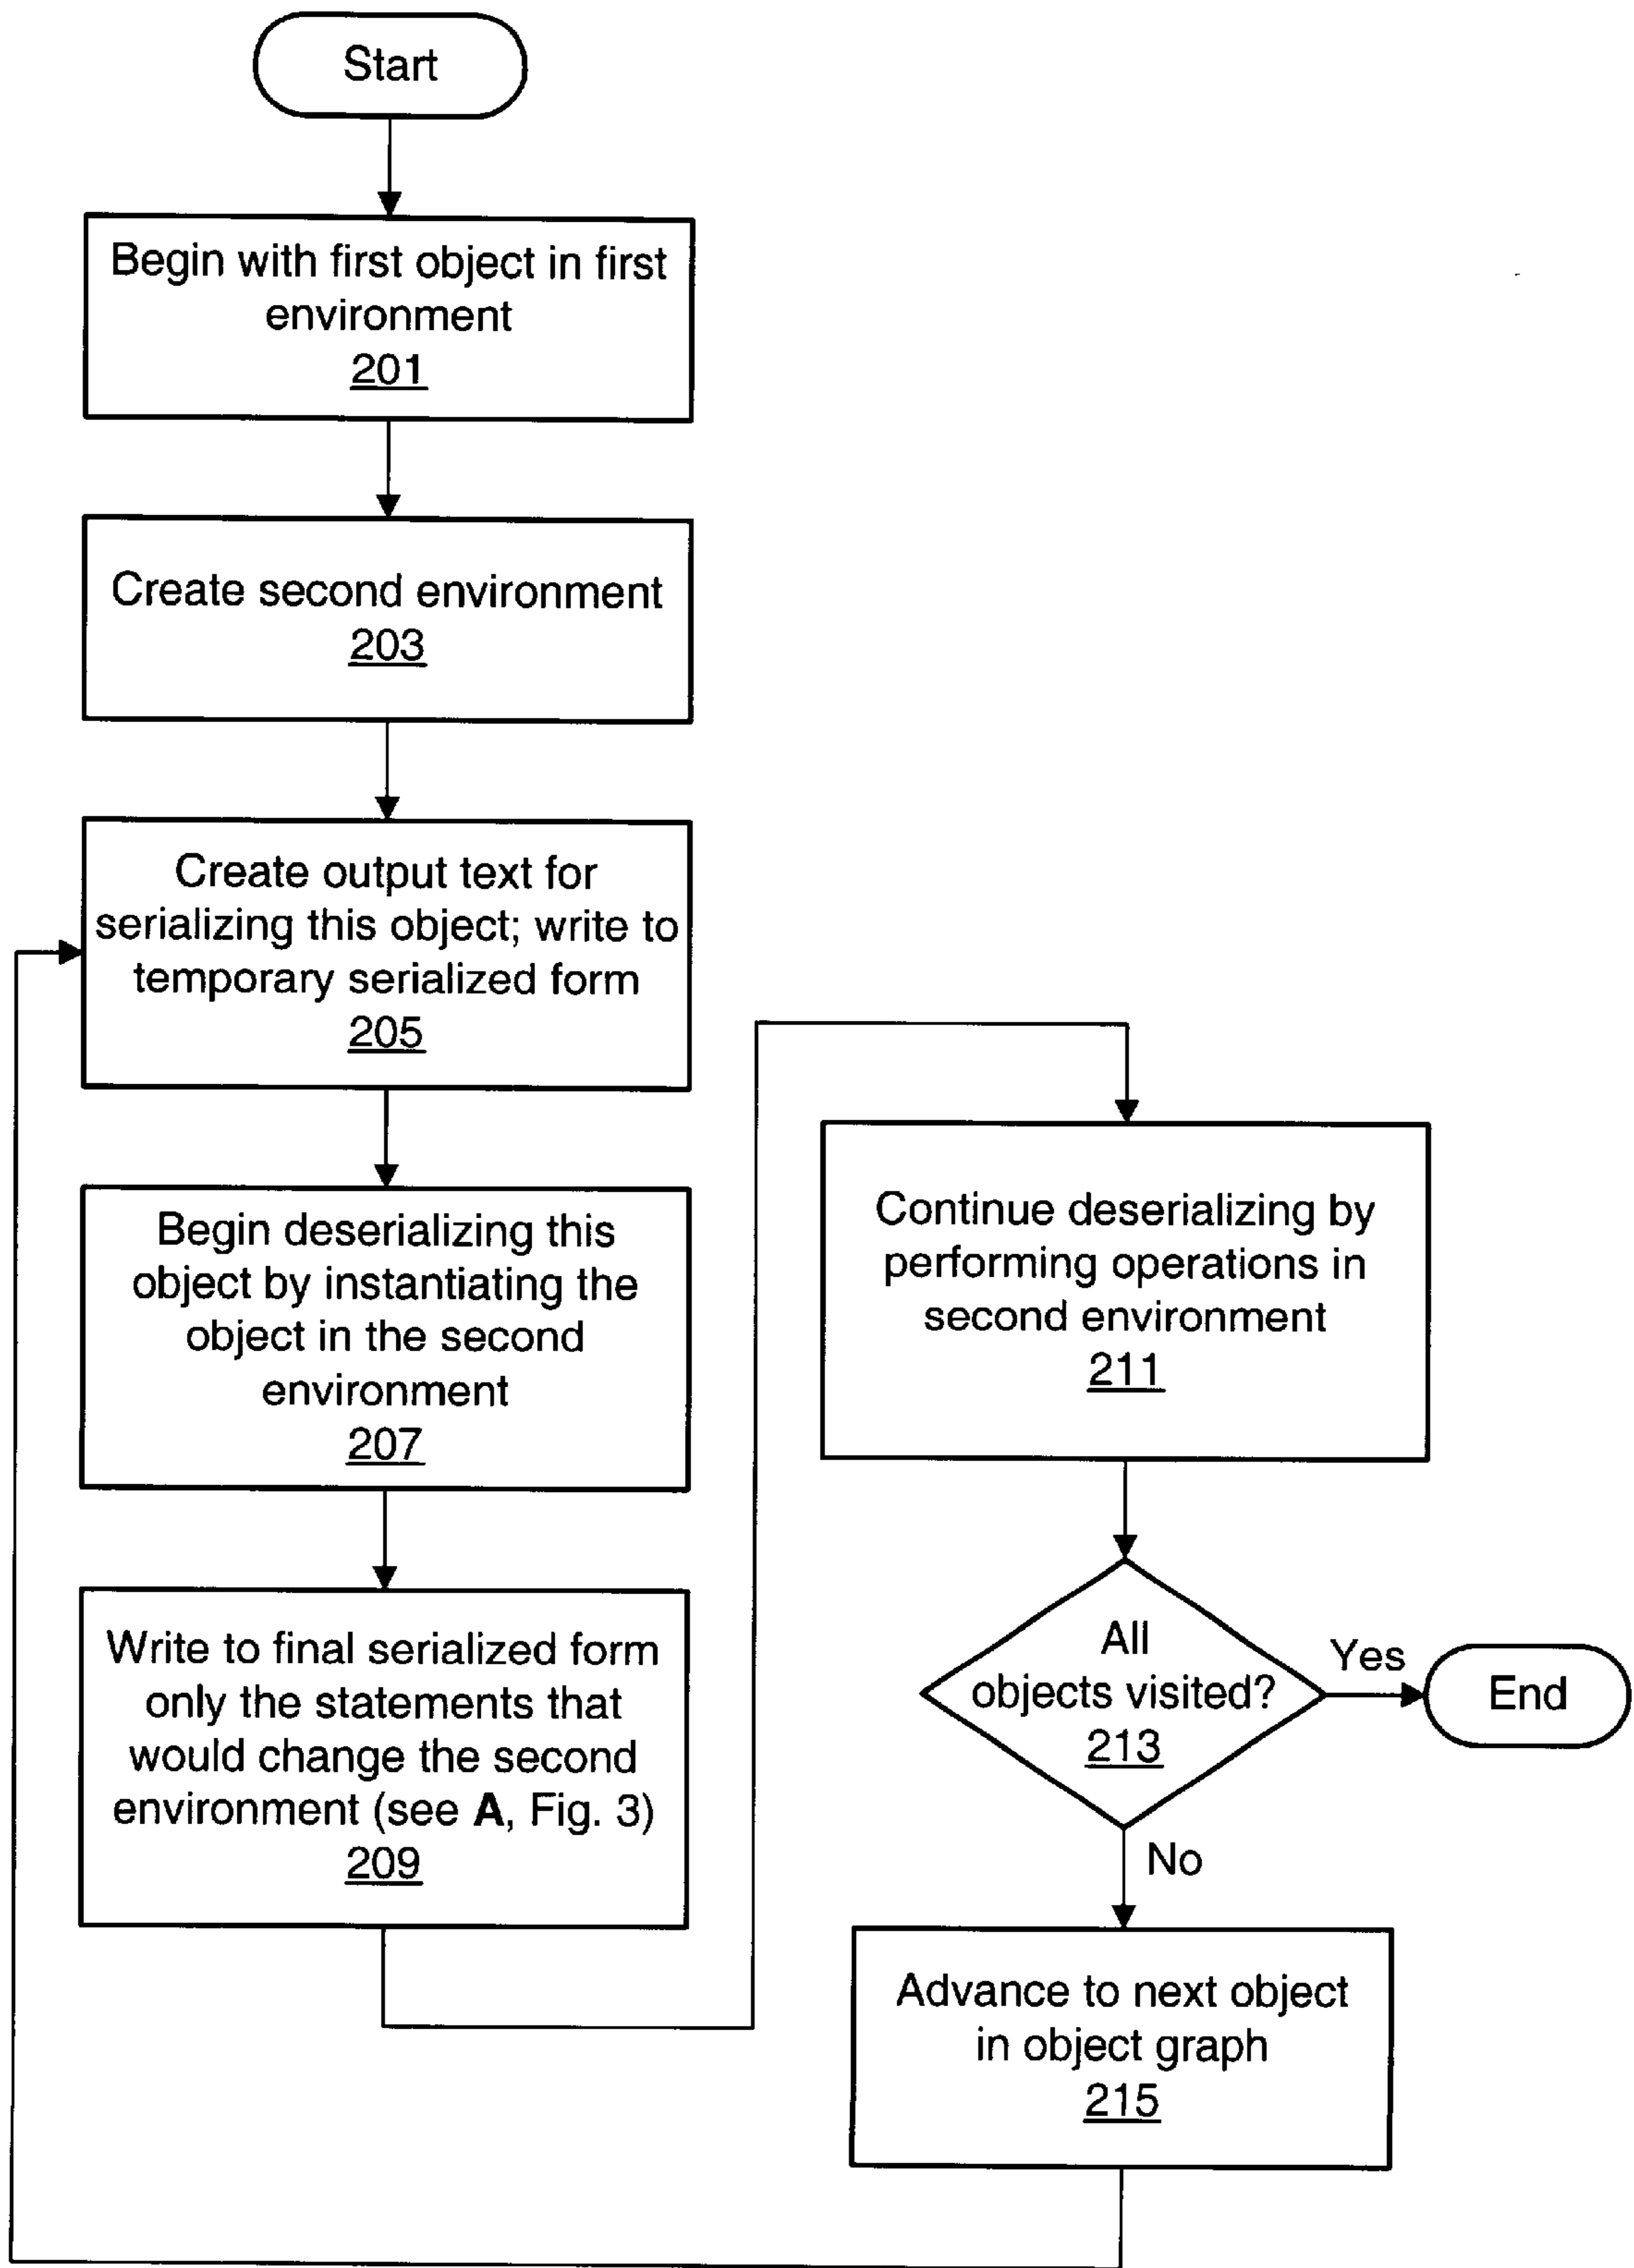 Start
Begin with first object in first
environment
201
Create second environment
203
Create output text for
serializing this object; write to
temporary serialized form
205
Begin deserializing this
object by instantiating the
object in the second
environment
207
Write to final serialized form
only the statements that
would change the second
environment (see A, Fig. 3)
209
Continue deserializing by
performing operations in
second environment
211
All
objects visited?
213
Yes
End
No
Advance to next object
in object graph
215